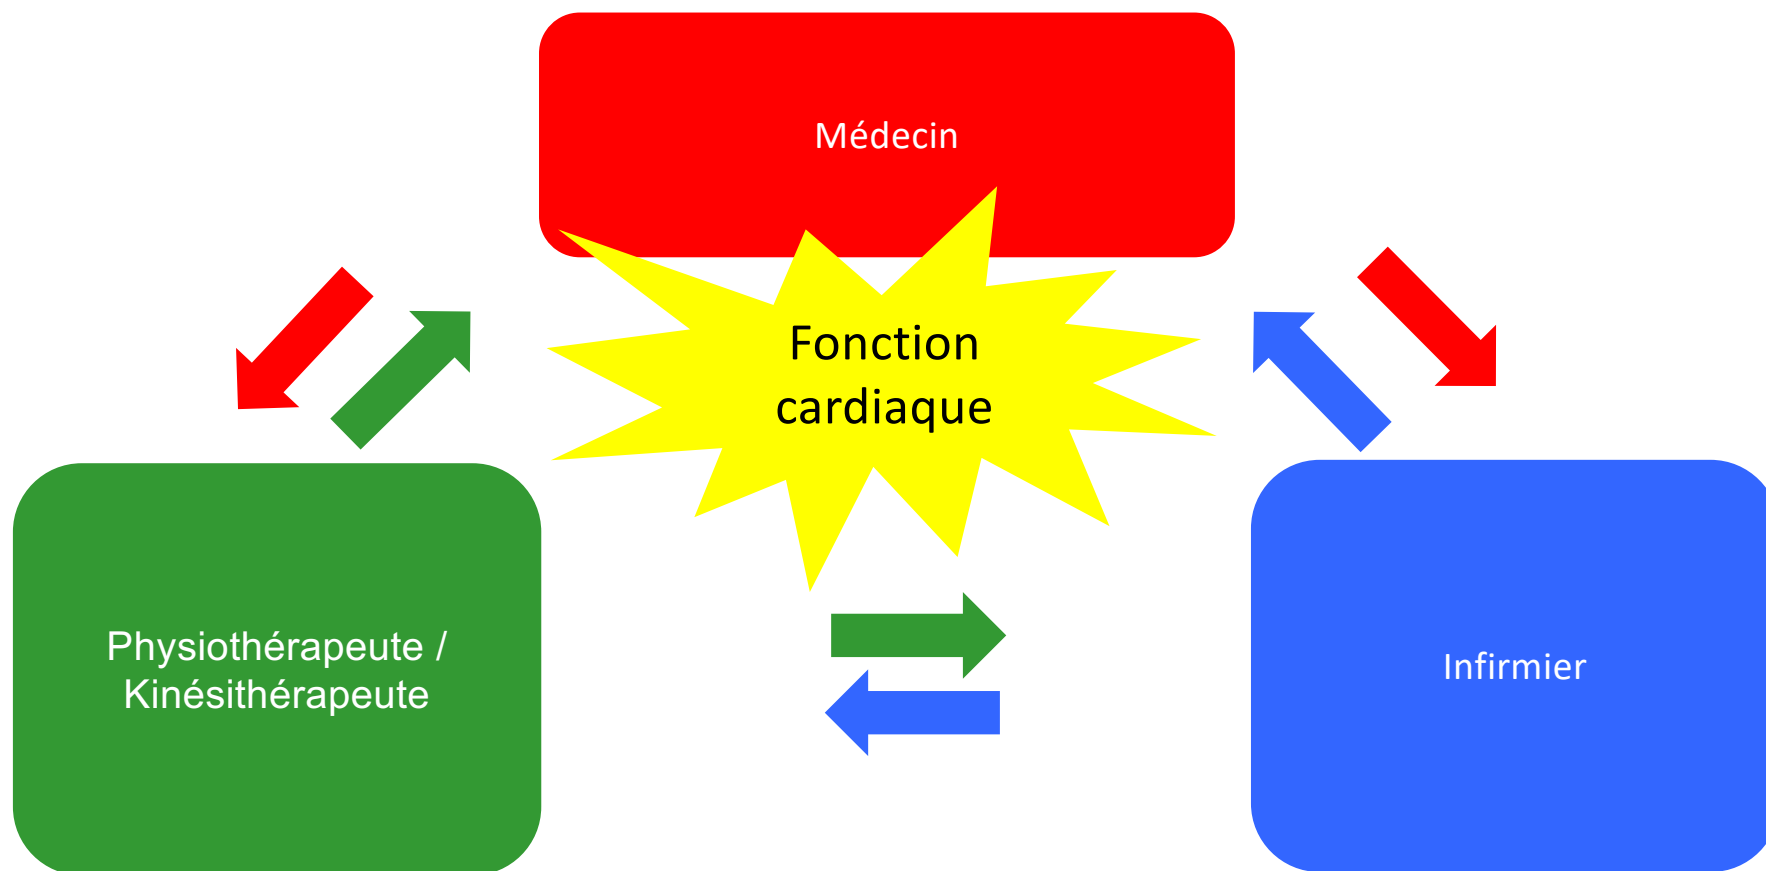 Médecin
Fonction
cardiaque
Physiothérapeute /
Kinésithérapeute
Infirmier